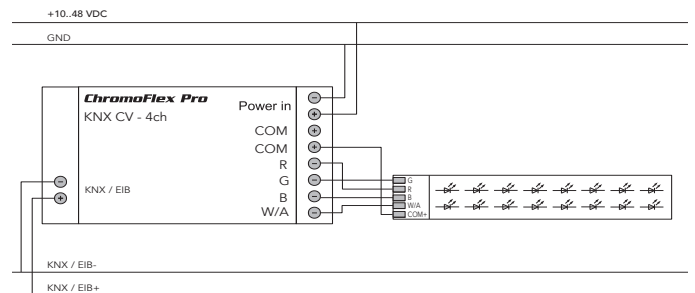 +10..48 VDC
GND
ChromoFlex Pro
KNX CV - 4ch
Power in
COM
COM
R
G
B
W/A
KNX / EIB
G
R
B
W/A
COM+
KNX / EIB-
KNX / EIB+